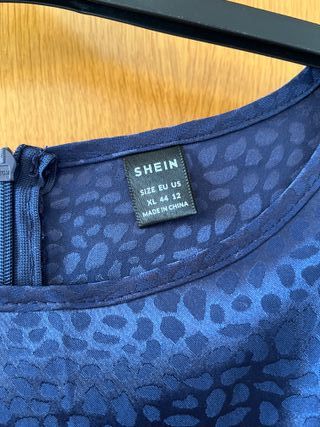 SHEIN
SIZE EU US
XL 44 12
MADE IN CHINA